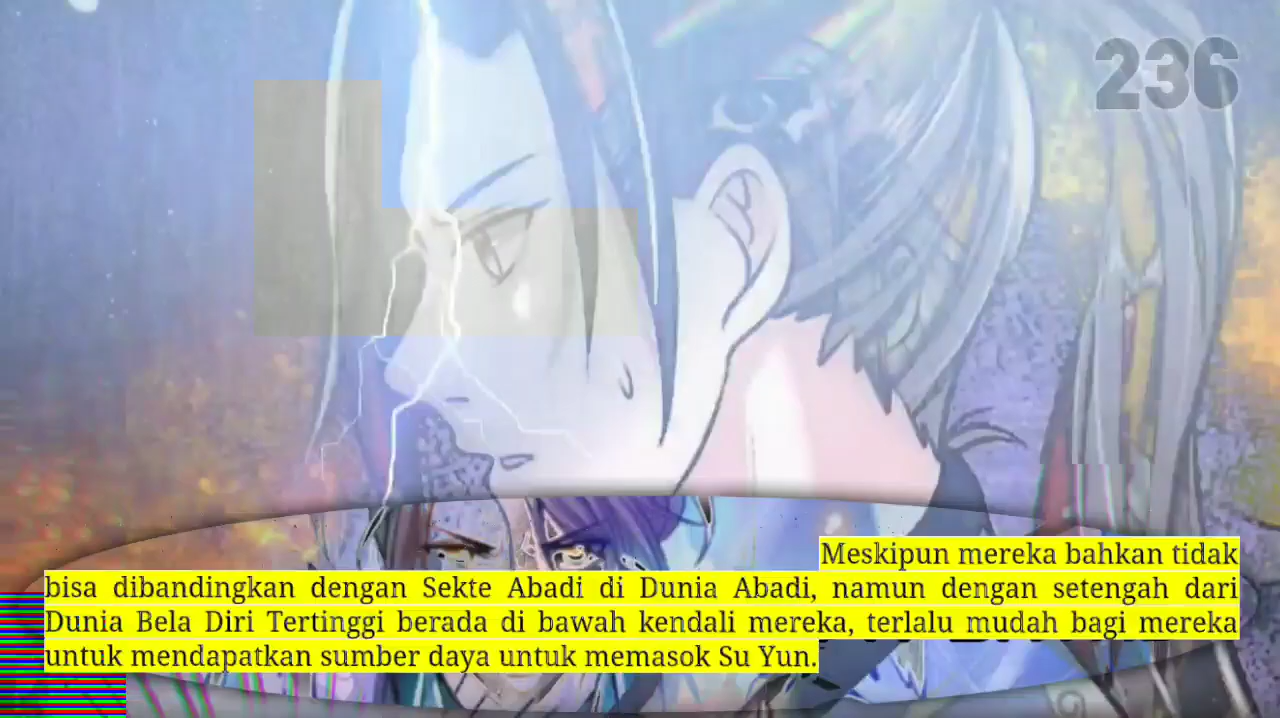 236
Meskipun mereka bahkan tidak
bisa dibandingkan dengan Sekte Abadi di Dunia Abadi, namun dengan setengah dari
Dunia Bela Diri Tertinggi berada di bawah kendali mereka, terlalu mudah bagi mereka
untuk mendapatkan sumber daya untuk memasok Su Yun.